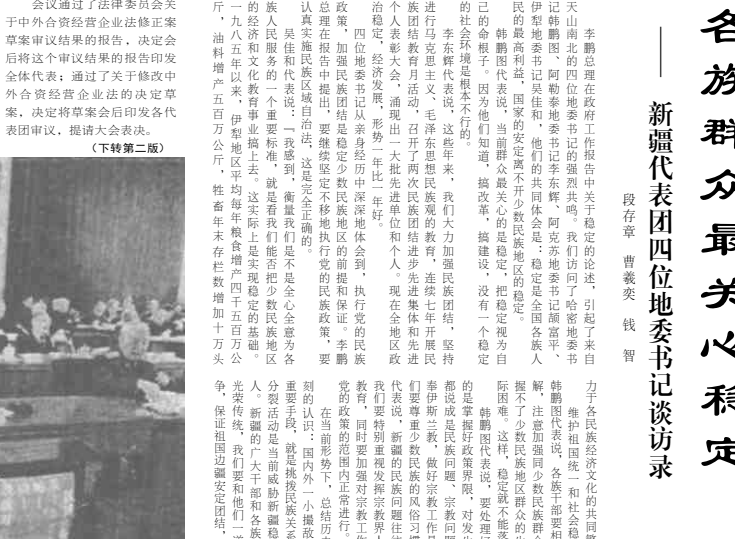 各族群众最关心稳定
——新疆代表团四位地委书记谈访录
段存章 曹羲奕 钱 智
李鹏总理在政府工作报告中关于稳定的论述，引起了来自
天山南北的四位地委书记的强烈共鸣。我们访问了哈密地委书
记韩鹏图、阿勒泰地委书记李东辉、阿克苏地委书记颉富平、
伊犁地委书记吴佳和，他们的共同体会是：稳定是全国各族人
民的最高利益，国家的安定离不开少数民族地区的稳定。
韩鹏图代表说，当前群众最关心的是稳定，把稳定视为自
己的命根子。因为他们知道，搞改革，搞建设，没有一个稳定
的社会环境是根本不行的。
马东辉代表说，这些年来，我们大力加强民族团结，坚持
进行马克思主义、毛泽东思想民族观的教育，连续七年开展民
族团结教育月活动，召开了两次民族团结进步先进集体和先进
个人表彰大会，涌现出一大批先进单位和个人。现在全地区政
治稳定，经济发展，形势一年比一年好。
四位地委书记从亲身经历中深深地体会到，执行党的民族
政策，加强民族团结是稳定少数民族地区的前提和保证。李鹏
总理在报告中提出，要继续坚定不移地执行党的民族政策，要
认真实施民族区域自治法，这是完全正确的。
吴佳和代表说：『我感到，衡量我们是不是全心全意为各
族人民服务的一个重要标准，就是看我们能否把少数民族地区
的经济和文化教育事业搞上去。这实际上是实现稳定的基础。
一九八五年以来，伊犁地区平均每年粮食增产四千五百万公
斤，油料增产五百万公斤，牲畜年末存栏数增加十万头
力于各民族经济文化的共同繁
维护祖国统一和社会稳
韩鹏图代表说，各族干部要相
解，注意加强同少数民族群众
握不了少数民族地区群众的
际困难。这样，稳定就不能落
韩鹏图代表说，要处理好
的是掌握好政策界限，对发生
都说成是民族问题、宗教问题
奉伊斯兰教，做好宗教工作是
们要尊重少数民族的风俗习惯
代表说，新疆的民族问题往往
我们要特别重视发挥宗教界人
教育，同时要加强对宗教工作
党的政策的范围内正常进行。
在当前形势下，总结历史
刻的认识：国内外一小撮敌
重要手段，就是挑拨民族关系
分裂活动是当前威胁新疆稳
人。新疆的广大干部和各族
光荣传统，我们要和他们一道
争，保证祖国边疆安定团结，
会议通过了法律委员会关
于中外合资经营企业法修正案
草案审议结果的报告，决定会
后将这个审议结果的报告印发
全体代表；通过了关于修改中
外合资经营企业法的决定草
案，决定将草案会后印发各代
表团审议，提请大会表决。
（下转第二版）